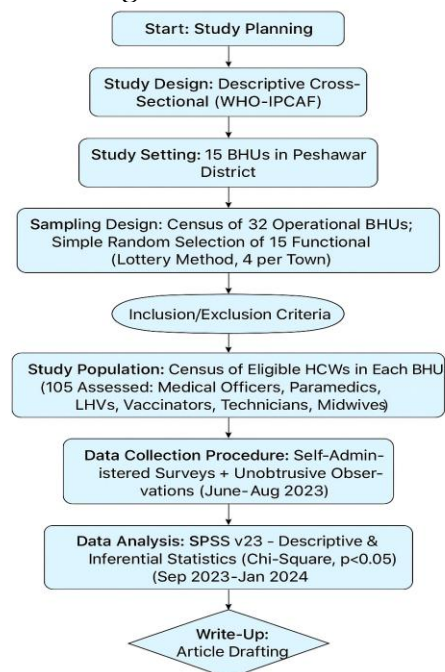 Start: Study Planning
Study Design: Descriptive Cross-
Sectional (WHO-IPCAF)
Study Setting: 15 BHUs in Peshawar
District
Sampling Design: Census of 32 Operational BHUs;
Simple Random Selection of 15 Functional
(Lottery Method, 4 per Town)
Inclusion/Exclusion Criteria
Study Population: Census of Eligible HCWs in Each BHU
(105 Assessed: Medical Officers, Paramedics,
LHVs, Vaccinators, Technicians, Midwives)
Data Collection Procedure: Self-Admin-
istered Surveys + Unobtrusive Obser-
vations (June-Aug 2023)
Data Analysis: SPSS v23 - Descriptive &
Inferential Statistics (Chi-Square, p<0.05)
(Sep 2023-Jan 2024
Write-Up:
Article Drafting